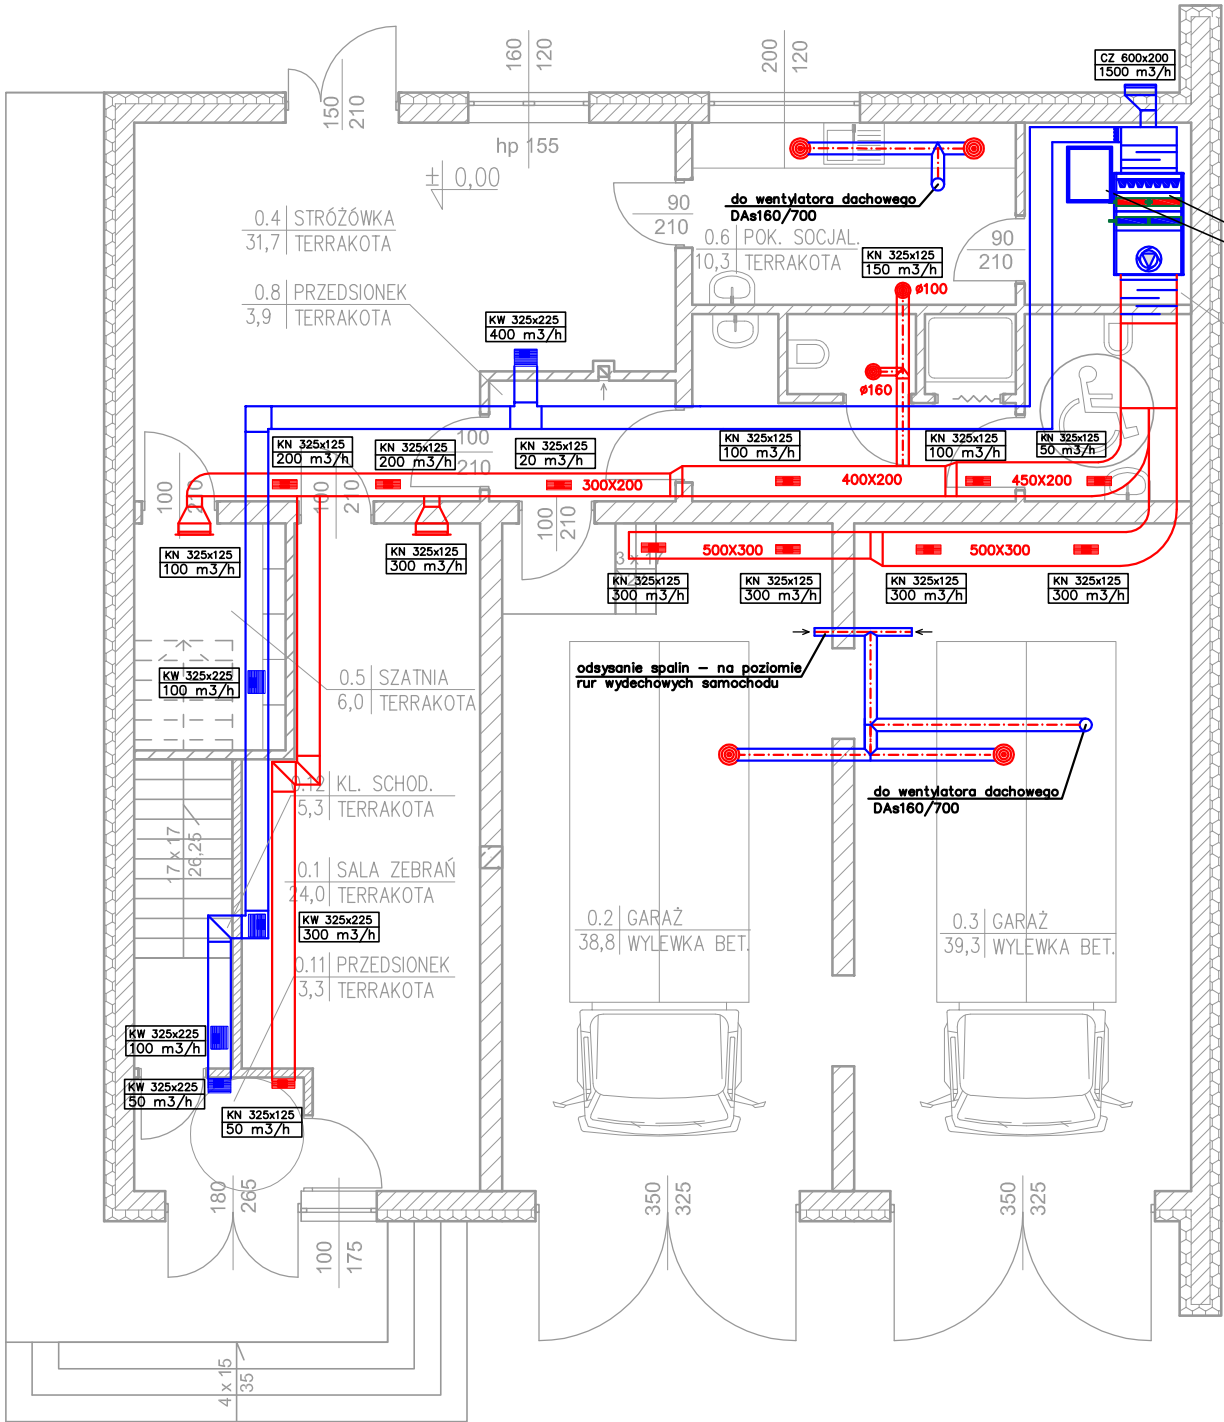 160
120
200
120
CZ 600x200
1500 m3/h
150
210
hp 155
± 0,00
do wentylatora dachowego
DAs160/700
90
210
0.4 STRÓŻÓWKA
31,7 TERRAKOTA
0.6 POK. SOCJAL.
10,3 TERRAKOTA
90
210
KN 325x125
150 m3/h
ø100
0.8 PRZEDSIONEK
3,9 TERRAKOTA
KW 325x225
400 m3/h
ø160
KN 325x125
200 m3/h
KN 325x125
200 m3/h
100
210
KN 325x125
20 m3/h
KN 325x125
100 m3/h
KN 325x125
100 m3/h
KN 325x125
50 m3/h
100
210
100
210
300X200
400X200
450X200
100
210
KN 325x125
100 m3/h
KN 325x125
300 m3/h
500X300
500X300
3 x 17
KN 325x125
300 m3/h
KN 325x125
300 m3/h
KN 325x125
300 m3/h
KN 325x125
300 m3/h
KW 325x225
100 m3/h
0.5 SZATNIA
6,0 TERRAKOTA
odsysanie spalin – na poziomie
rur wydechowych samochodu
0.12 KL. SCHOD.
5,3 TERRAKOTA
do wentylatora dachowego
DAs160/700
17 x 17
26,25
0.1 SALA ZEBRAŃ
24,0 TERRAKOTA
KW 325x225
300 m3/h
0.2 GARAŻ
38,8 WYLEWKA BET.
0.3 GARAŻ
39,3 WYLEWKA BET.
0.11 PRZEDSIONEK
3,3 TERRAKOTA
KW 325x225
100 m3/h
KW 325x225
50 m3/h
KN 325x125
50 m3/h
180
265
350
325
350
325
100
175
4 x 15
35